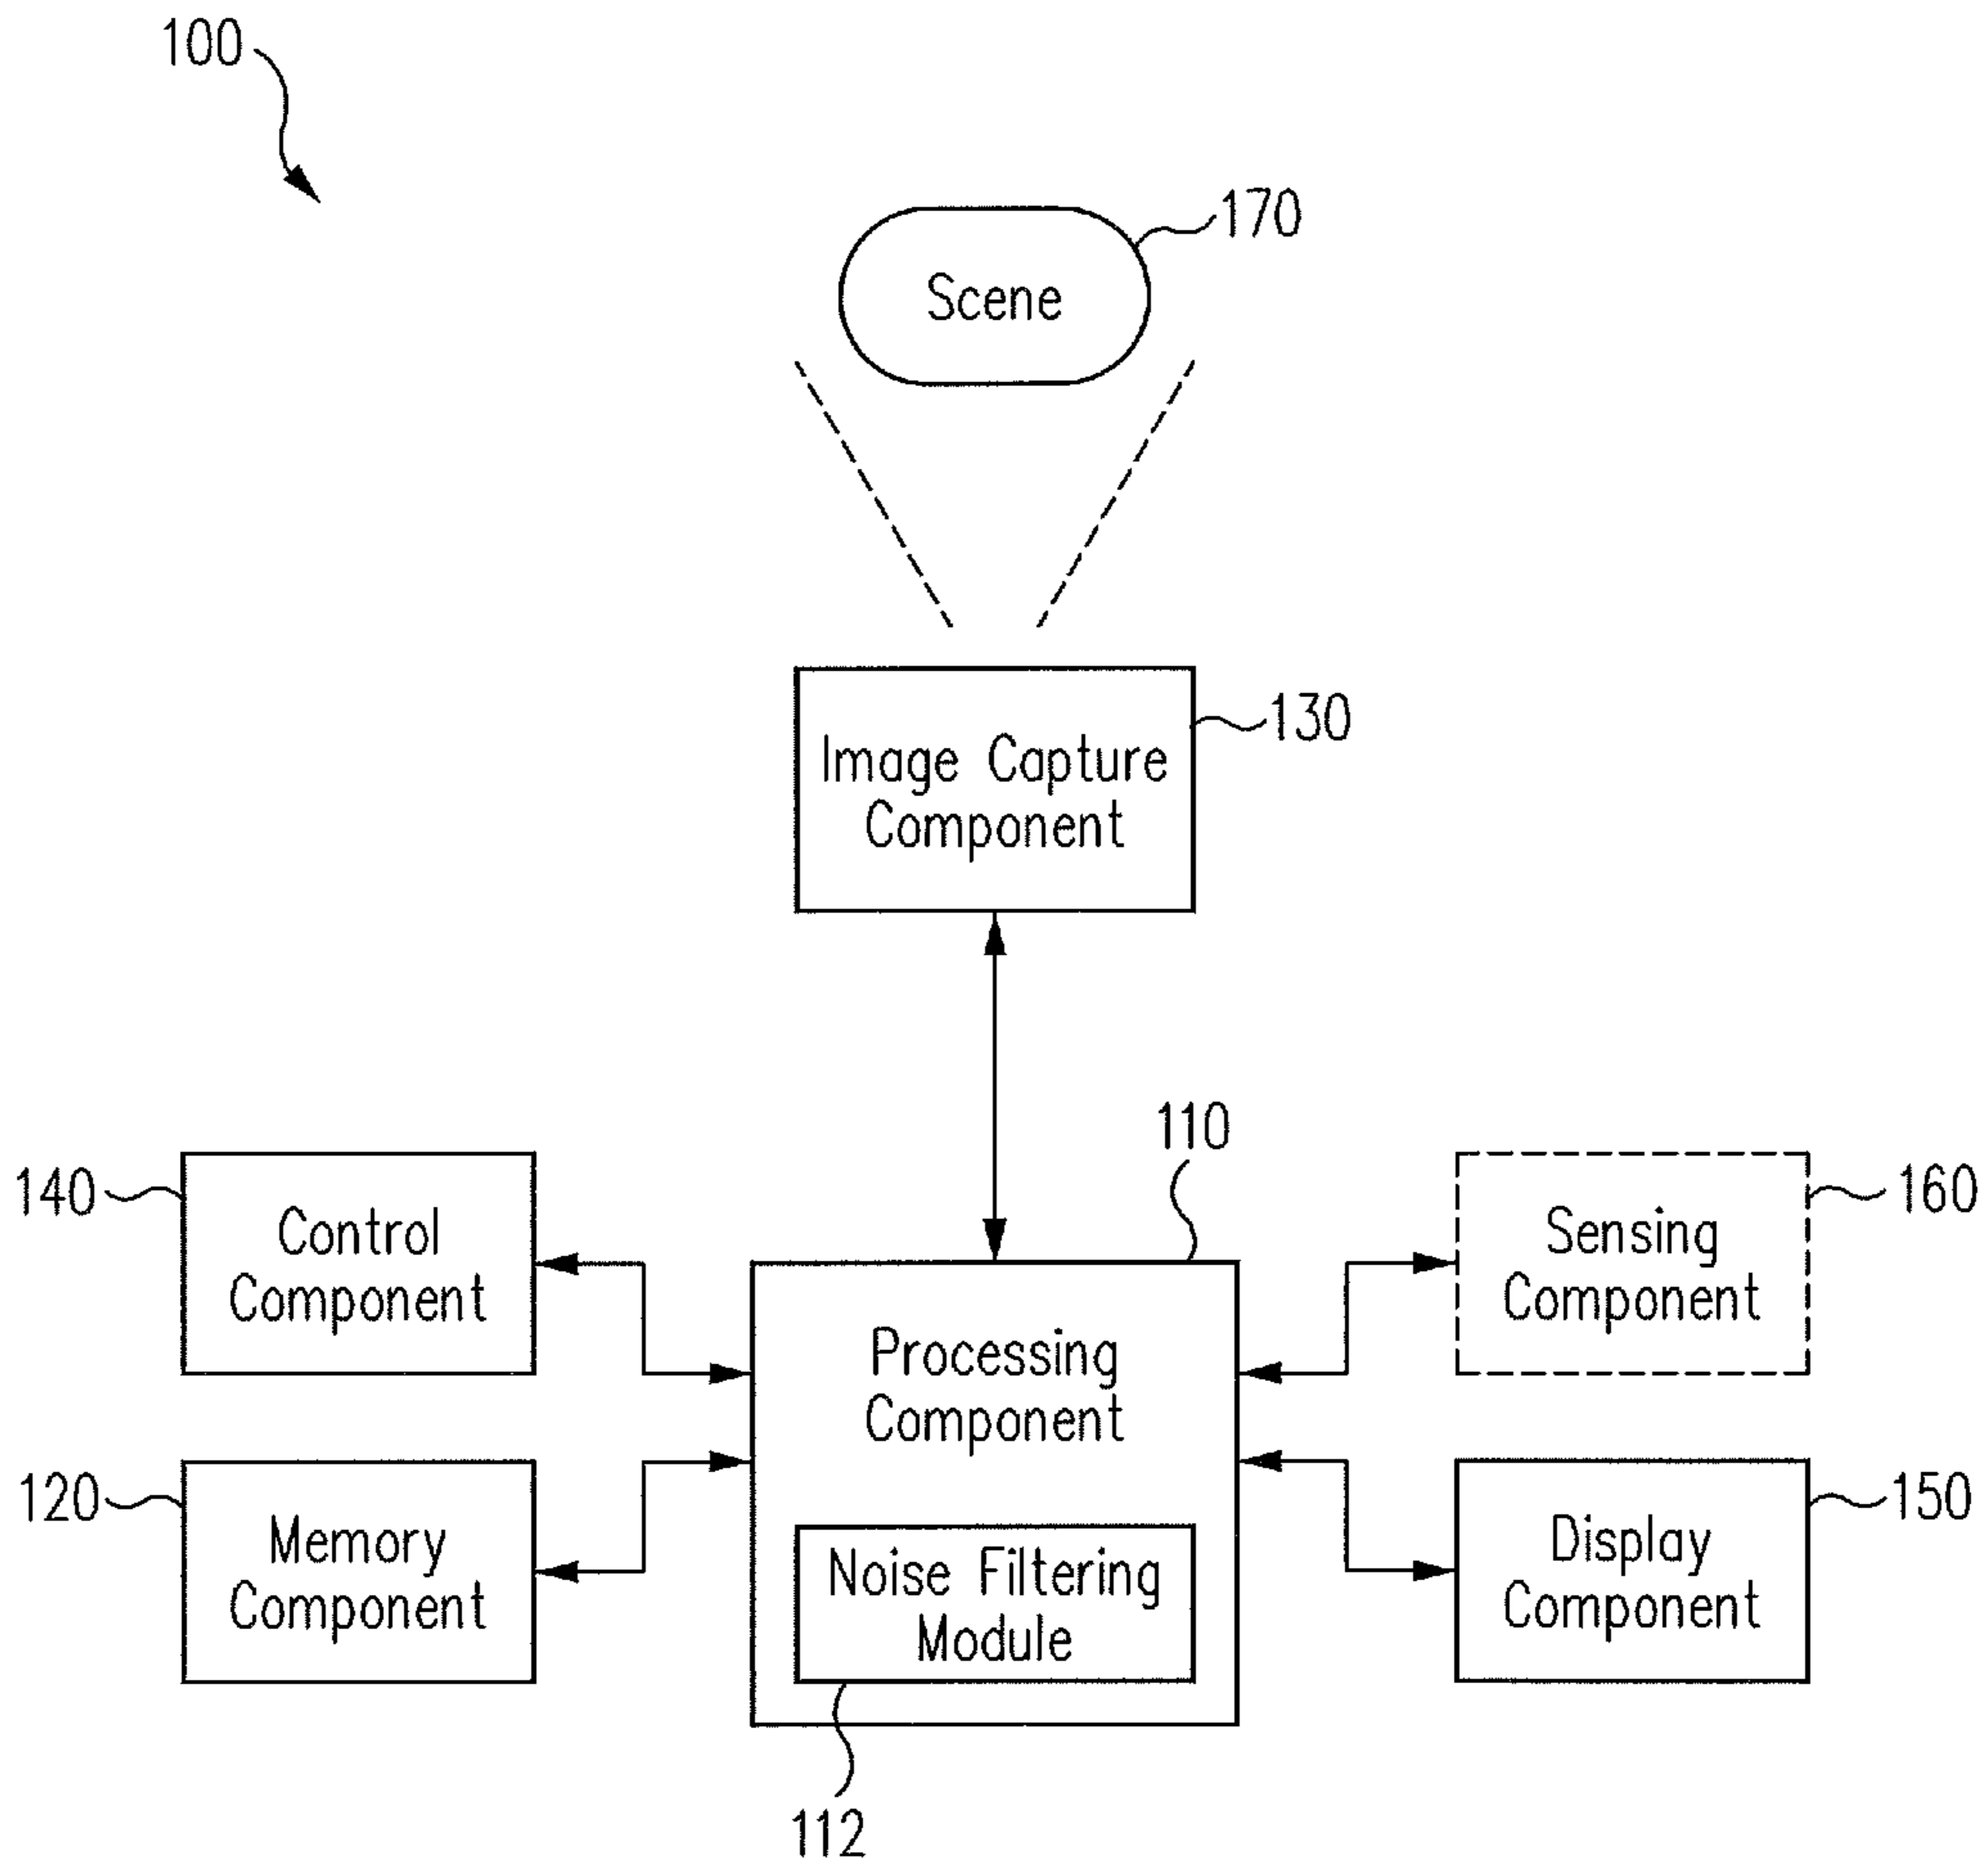 100
170
Scene
130
Image Capture
Component
110
140
Control
Component
160
Sensing
Component
Processing
Component
120
Memory
Component
150
Display
Component
Noise Filtering
Module
112